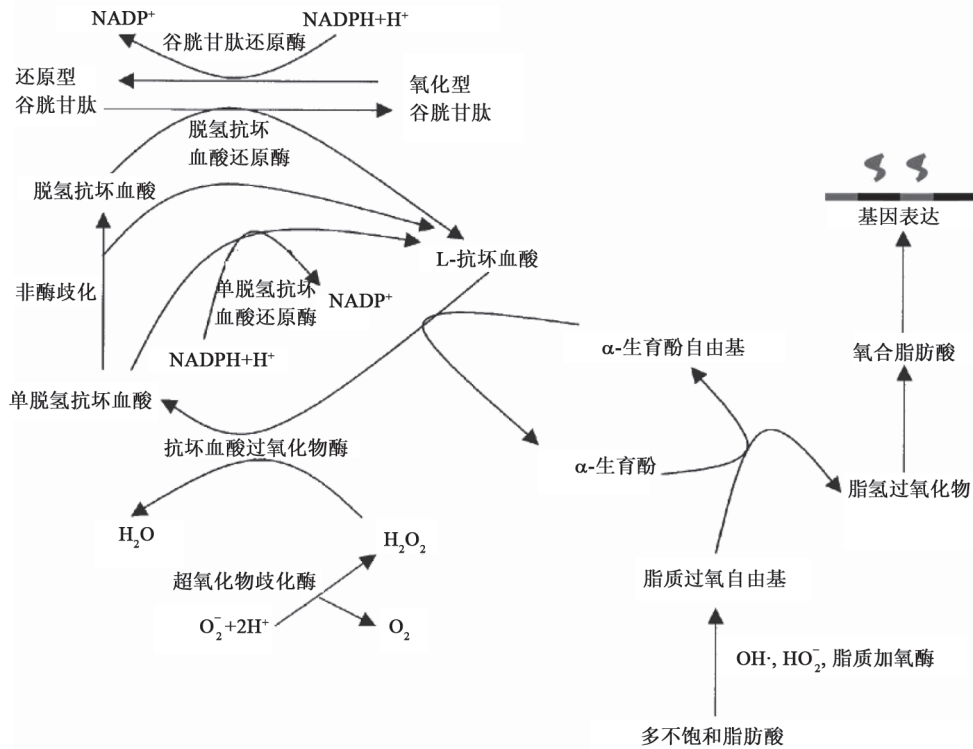 NADP⁺
NADPH+H⁺
谷胱甘肽还原酶
还原型
谷胱甘肽
氧化型
谷胱甘肽
脱氢抗坏
血酸还原酶
脱氢抗坏血酸
基因表达
L-抗坏血酸
非酶歧化
单脱氢抗坏
血酸还原酶
NADP⁺
NADPH+H⁺
α-生育酚自由基
氧合脂肪酸
单脱氢抗坏血酸
抗坏血酸过氧化物酶
α-生育酚
脂氢过氧化物
H₂O
H₂O₂
脂质过氧自由基
超氧化物歧化酶
O₂⁻+2H⁺
O₂
OH·, HO₂⁻, 脂质加氧酶
多不饱和脂肪酸